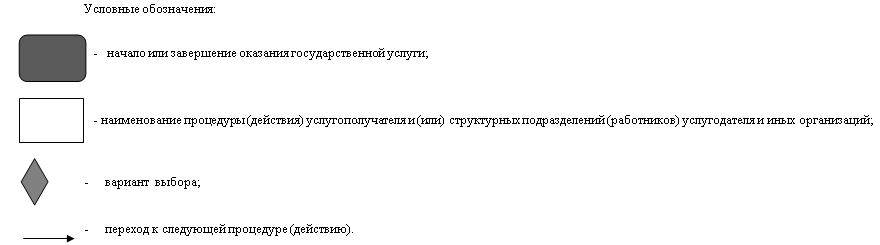 Условные обозначения:
- начало или завершение оказания государственной услуги;
- наименование процедуры (действия) услугополучателя и (или) структурных подразделений (работников) услугодателя и иных организаций;
- вариант выбора;
- переход к следующей процедуре (действию).